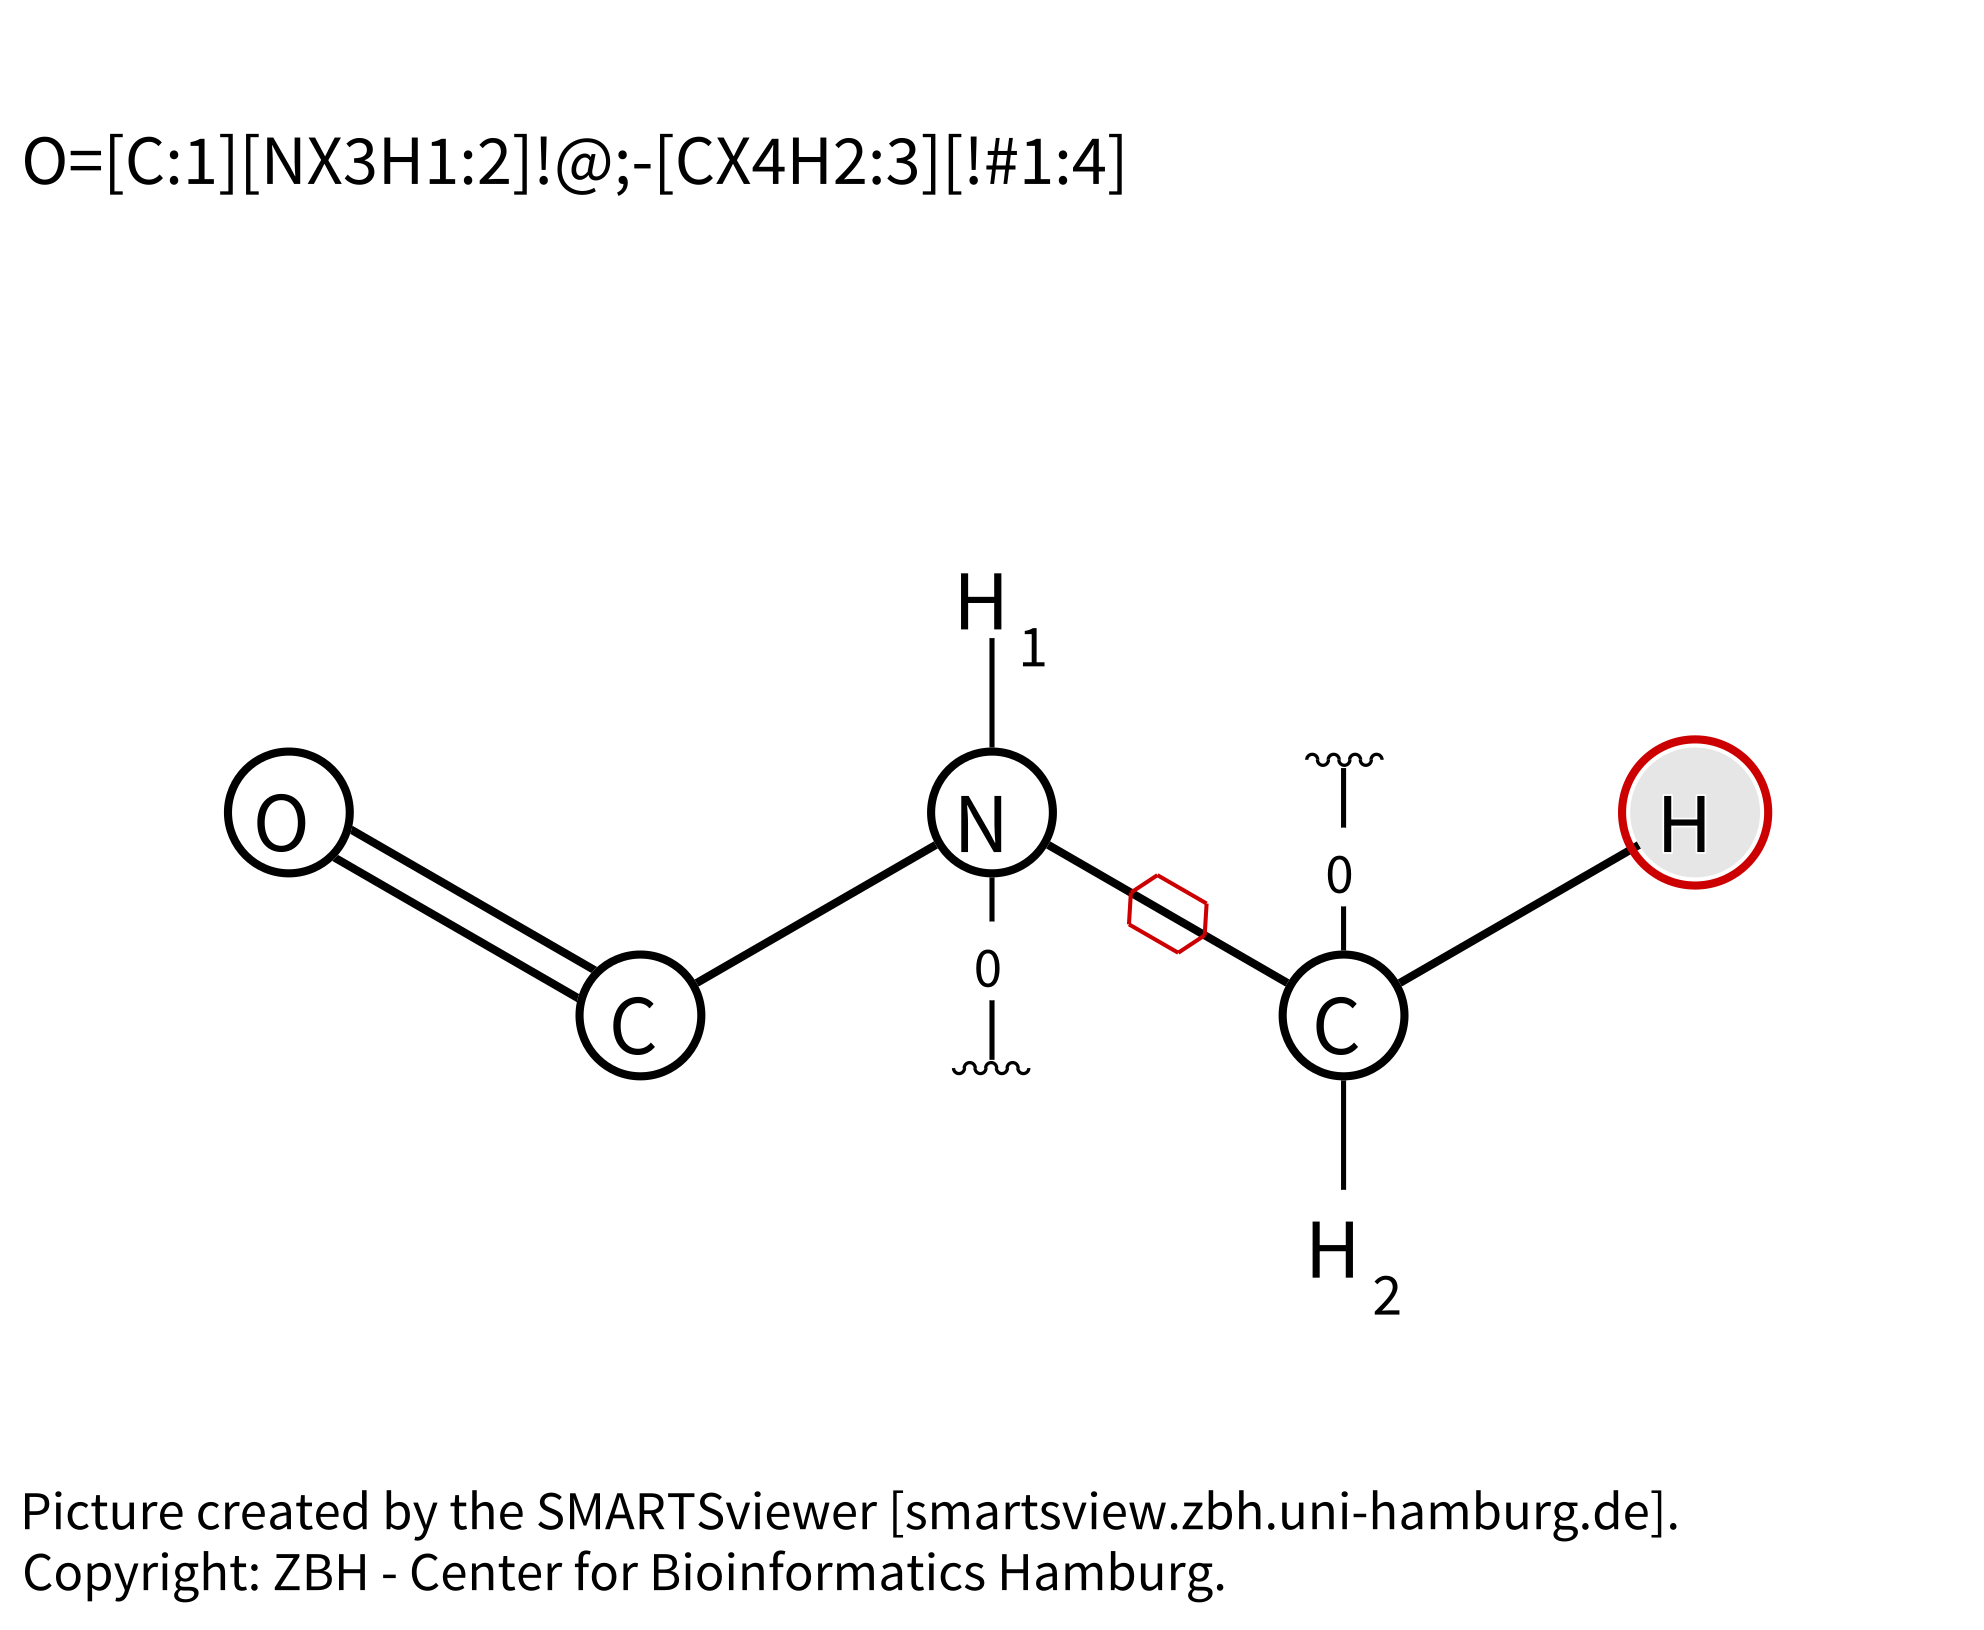 O=[C:1][NX3H1:2]!@;-[CX4H2:3][!#1:4]
H 1
O N H
0
0
C C
H 2
Picture created by the SMARTSviewer [smartsview.zbh.uni-hamburg.de].
Copyright: ZBH - Center for Bioinformatics Hamburg.